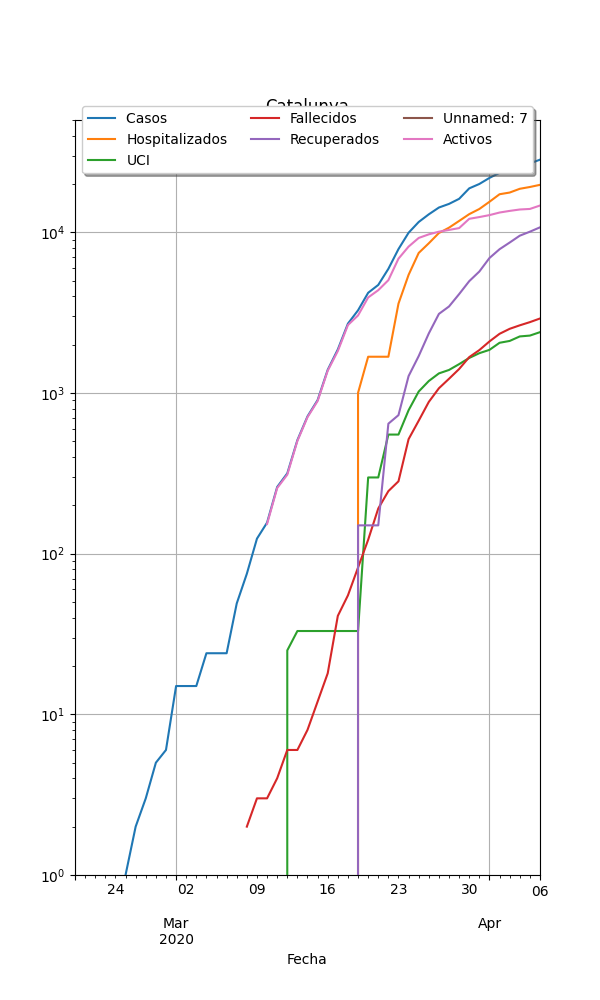 Catalunya
Casos Fallecidos Unnamed: 7
Hospitalizados Recuperados Activos
UCI
10⁴
10³
10²
10¹
10⁰
24 02 09 16 23 30 06
Mar Apr
2020
Fecha